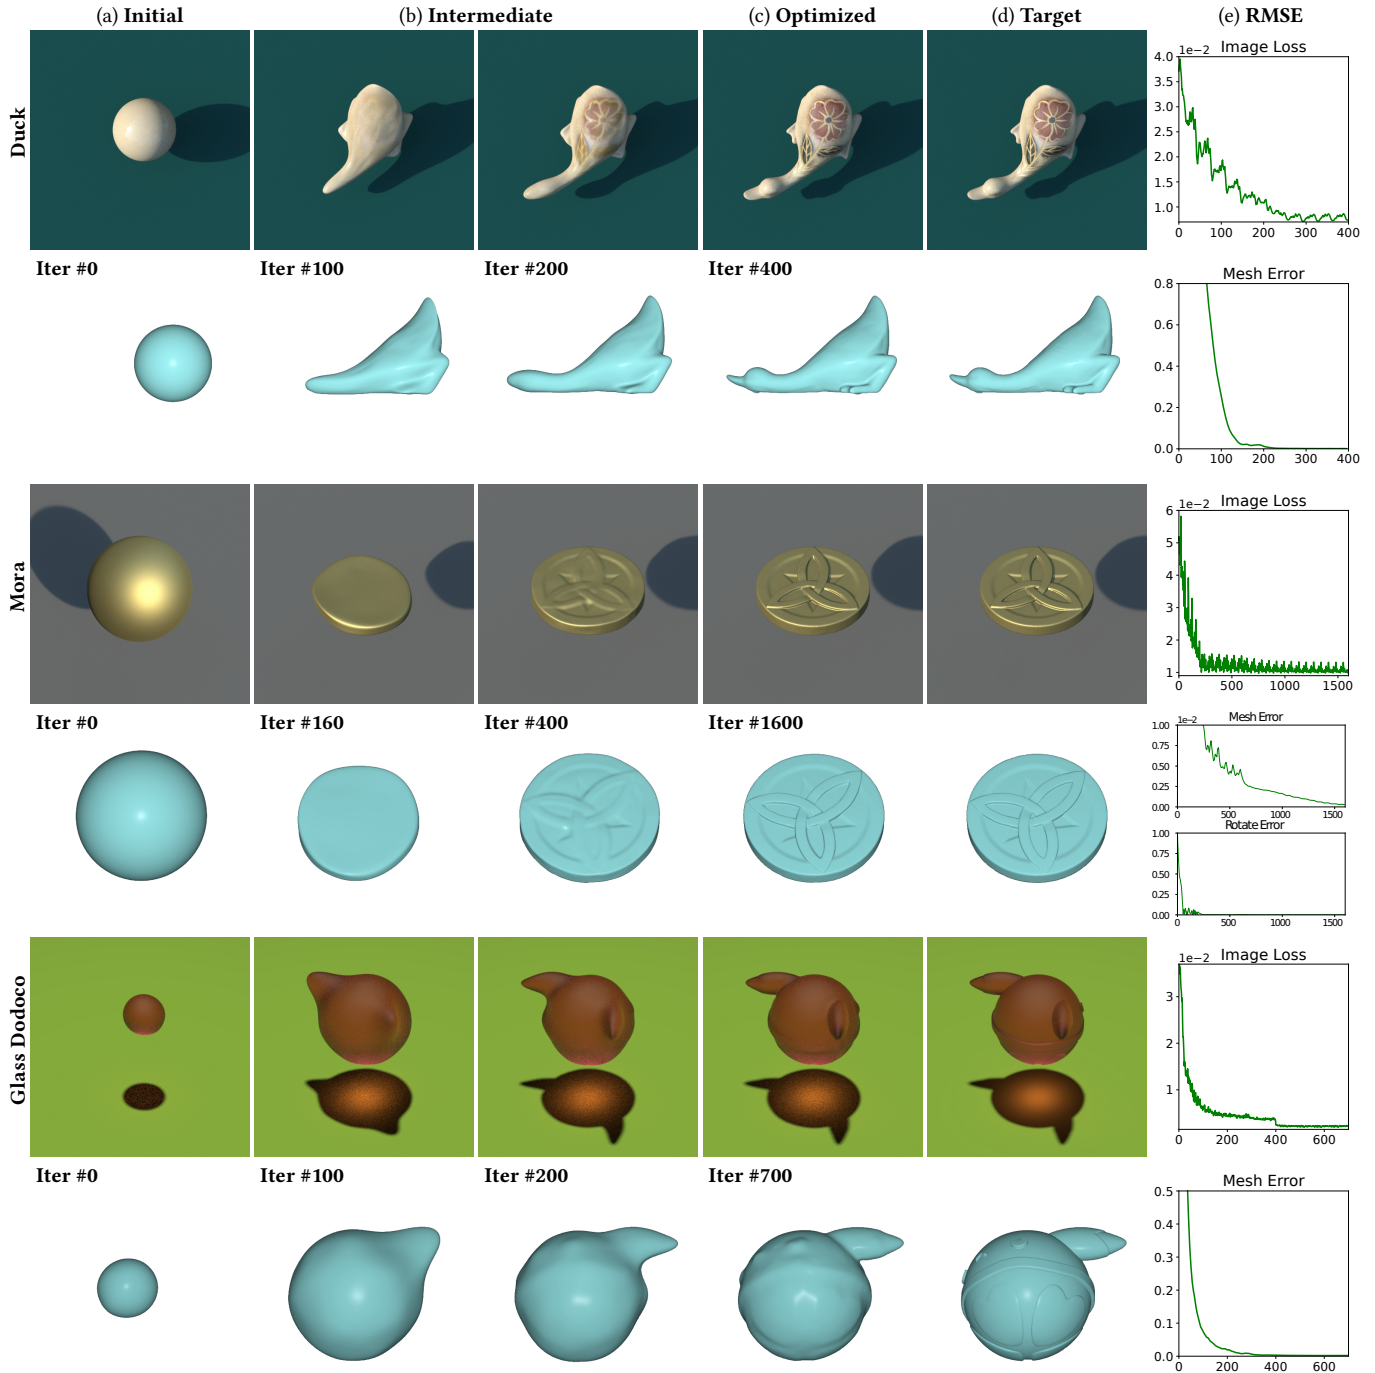 (a) Initial
(b) Intermediate
(c) Optimized
(d) Target
(e) RMSE
Duck
1e−2 Image Loss
4.0
3.5
3.0
2.5
2.0
1.5
1.0
0 100 200 300 400
Iter #0
Iter #100
Iter #200
Iter #400
Mesh Error
0.8
0.6
0.4
0.2
0.0
0 100 200 300 400
Mora
1e−2 Image Loss
6
5
4
3
2
1
0 500 1000 1500
Iter #0
Iter #160
Iter #400
Iter #1600
1e−2 Mesh Error
1.00
0.75
0.50
0.25
0.00
0 500 1000 1500
Rotate Error
1.00
0.75
0.50
0.25
0.00
0 500 1000 1500
Glass Dodoco
1e−2 Image Loss
3
2
1
0 200 400 600
Iter #0
Iter #100
Iter #200
Iter #700
Mesh Error
0.5
0.4
0.3
0.2
0.1
0.0
0 200 400 600